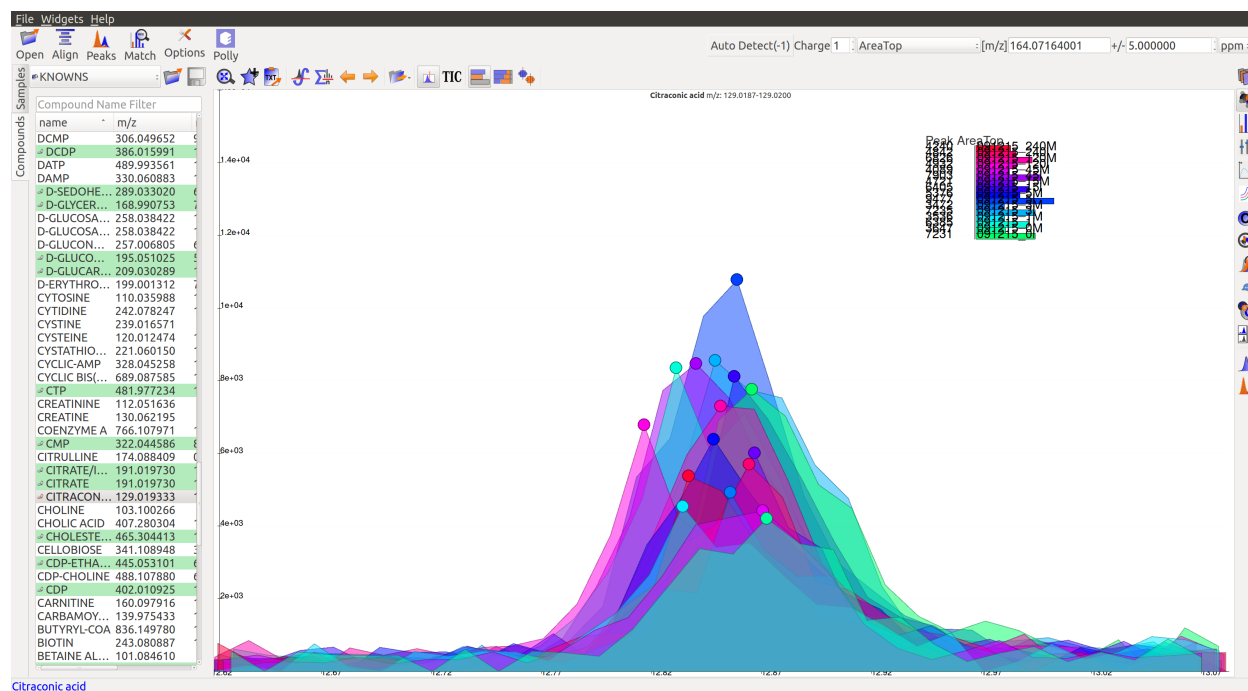 File Widgets Help
Open Align Peaks Match Options Polly
Auto Detect(-1) Charge 1 AreaTop [m/z] 164.07164001 +/- 5.000000 ppm
Samples
Compounds
KNOWNS
TIC
Compound Name Filter
name m/z
DCMP 306.049652
DCDP 386.015991
DATP 489.993561
DAMP 330.060883
D-SEDOHE... 289.033020
D-GLYCER... 168.990753
D-GLUCOSA... 258.038422
D-GLUCOSA... 258.038422
D-GLUCON... 257.006805
D-GLUCO... 195.051025
D-GLUCAR... 209.030289
D-ERYTHRO... 199.001312
CYTOSINE 110.035988
CYTIDINE 242.078247
CYSTINE 239.016571
CYSTEINE 120.012474
CYSTATHIO... 221.060150
CYCLIC-AMP 328.045258
CYCLIC BIS(... 689.087585
CTP 481.977234
CREATININE 112.051636
CREATINE 130.062195
COENZYME A 766.107971
CMP 322.044586
CITRULLINE 174.088409
CITRATE/I... 191.019730
CITRATE 191.019730
CITRACON... 129.019333
CHOLINE 103.100266
CHOLIC ACID 407.280304
CHOLESTE... 465.304413
CELLOBIOSE 341.108948
CDP-ETHA... 445.053101
CDP-CHOLINE 488.107880
CDP 402.010925
CARNITINE 160.097916
CARBAMOY... 139.975433
BUTYRYL-COA 836.149780
BIOTIN 243.080887
BETAINE AL... 101.084610
Citraconic acid m/z: 129.0187-129.0200
Peak AreaTop
7231 091215_0I
1.4e+04
1.2e+04
1e+04
8e+03
6e+03
4e+03
2e+03
12.62 12.67 12.72 12.77 12.82 12.87 12.92 12.97 13.02 13.07
Citraconic acid